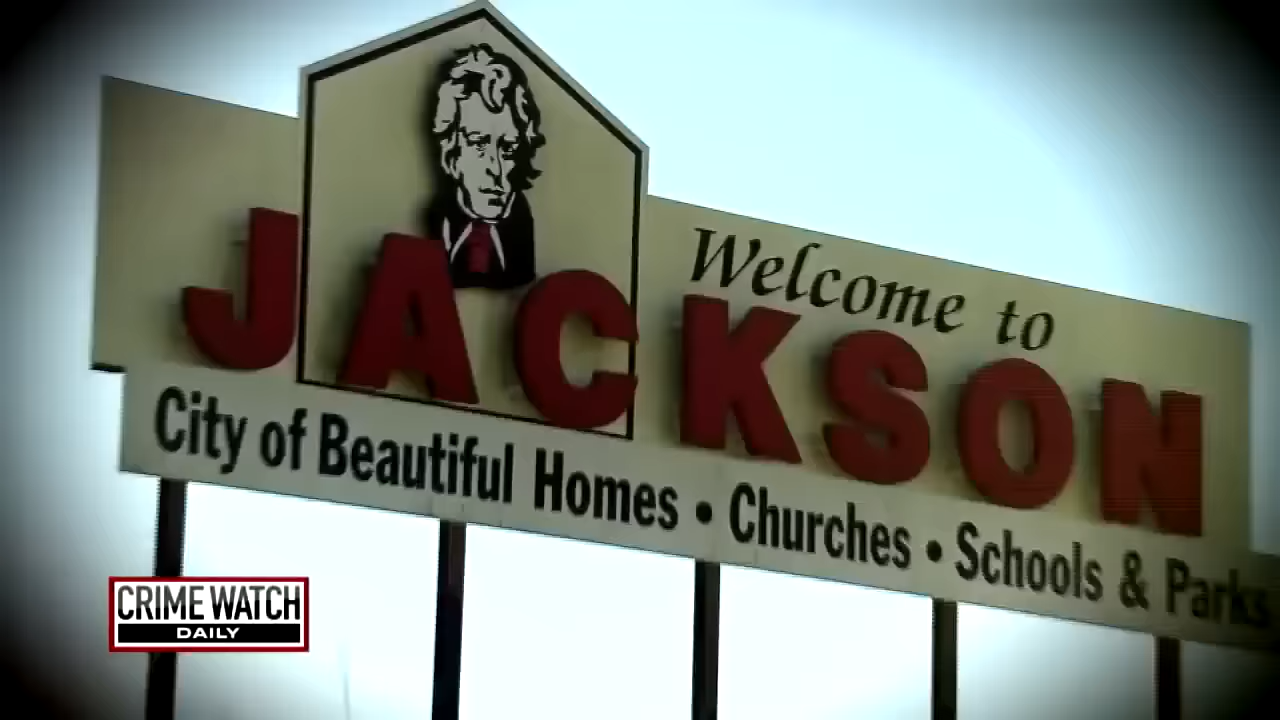 Welcome to
JACKSON
City of Beautiful Homes • Churches • Schools & Parks
CRIME WATCH
DAILY